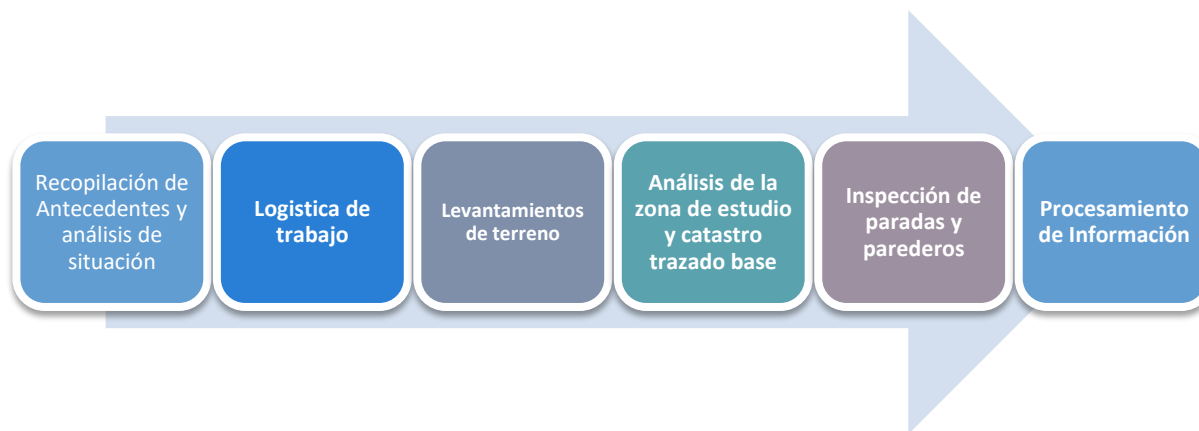 Recopilación de
Antecedentes y
análisis de
situación
Logistica de
trabajo
Levantamientos
de terreno
Análisis de la
zona de estudio
y catastro
trazado base
Inspección de
paradas y
parederos
Procesamiento
de Información